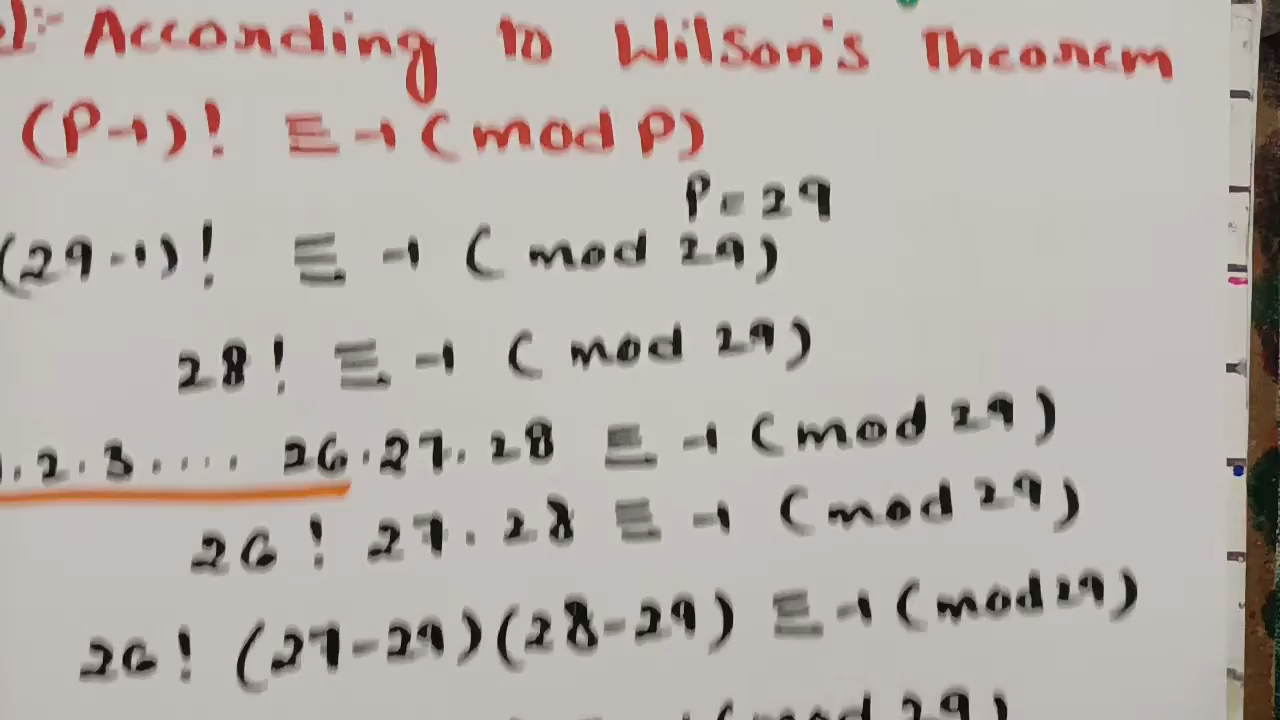 According to Wilson's Theorem
(P-1)! ≡ -1 (mod P)
P = 29
(29-1)! ≡ -1 (mod 29)
28! ≡ -1 (mod 29)
.2.3.... 26.27.28 ≡ -1 (mod 29)
26! 27.28 ≡ -1 (mod 29)
26! (27-29)(28-29) ≡ -1 (mod 29)
(mod 29)